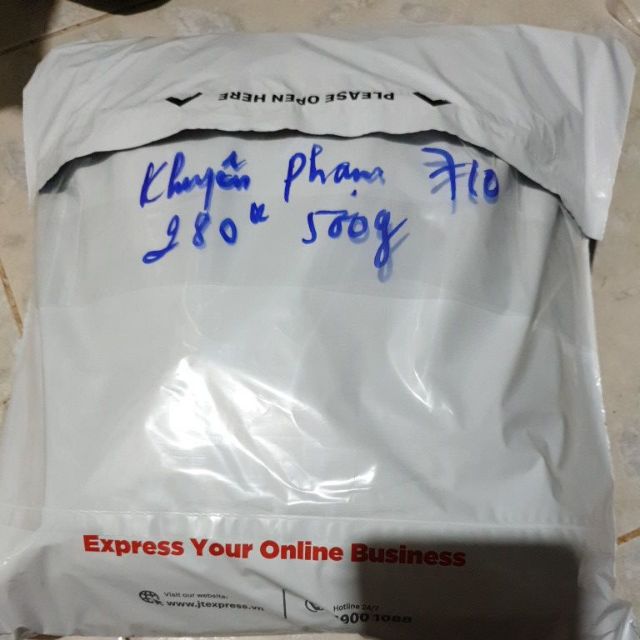 PLEASE OPEN HERE
Khuyến Phạm 710
280k 500g
Express Your Online Business
Visit our website:
www.jtexpress.vn
Hotline 24/7
1900 1088